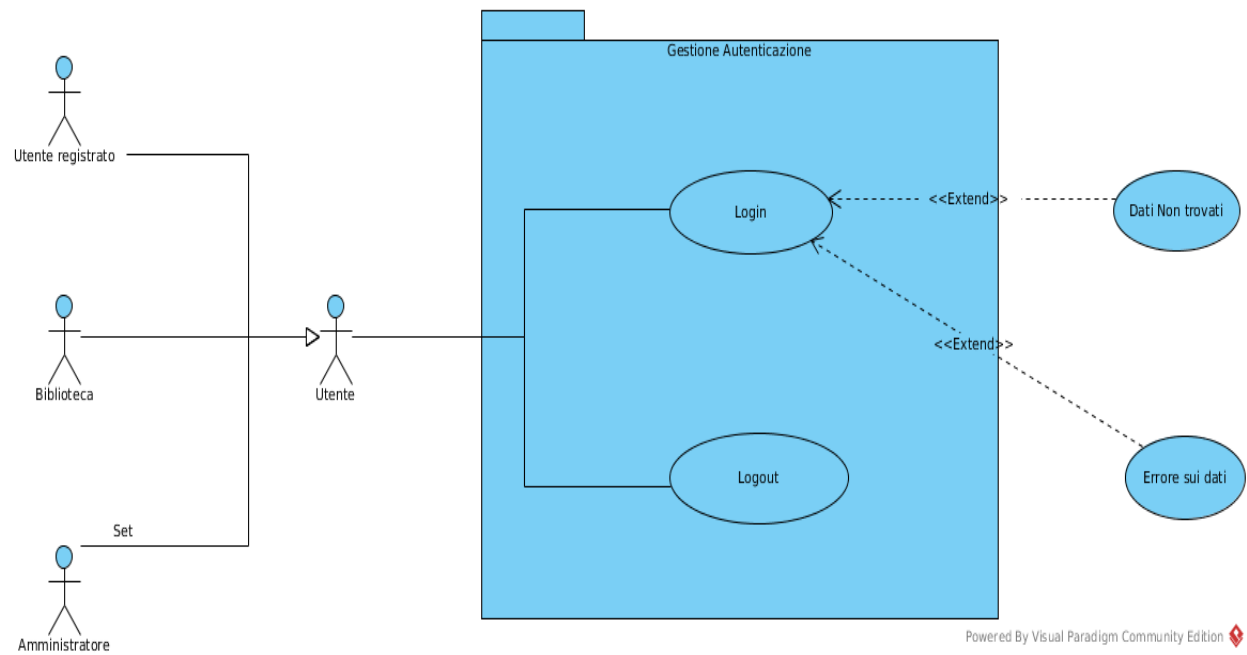 Gestione Autenticazione
Utente registrato
Login
<<Extend>>
Dati Non trovati
Biblioteca
Utente
<<Extend>>
Logout
Errore sui dati
Set
Amministratore
Powered By Visual Paradigm Community Edition